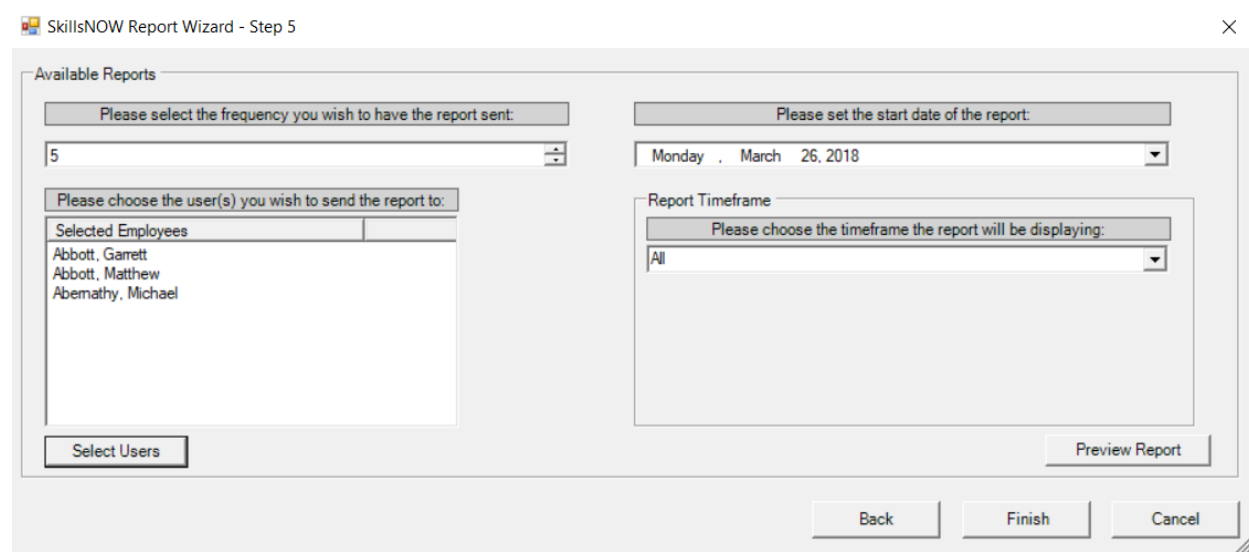 SkillsNOW Report Wizard - Step 5
Available Reports
Please select the frequency you wish to have the report sent:
5
Please choose the user(s) you wish to send the report to:
Selected Employees
Abbott, Garrett
Abbott, Matthew
Abernathy, Michael
Select Users
Please set the start date of the report:
Monday , March 26, 2018
Report Timeframe
Please choose the timeframe the report will be displaying:
All
Preview Report
Back Finish Cancel